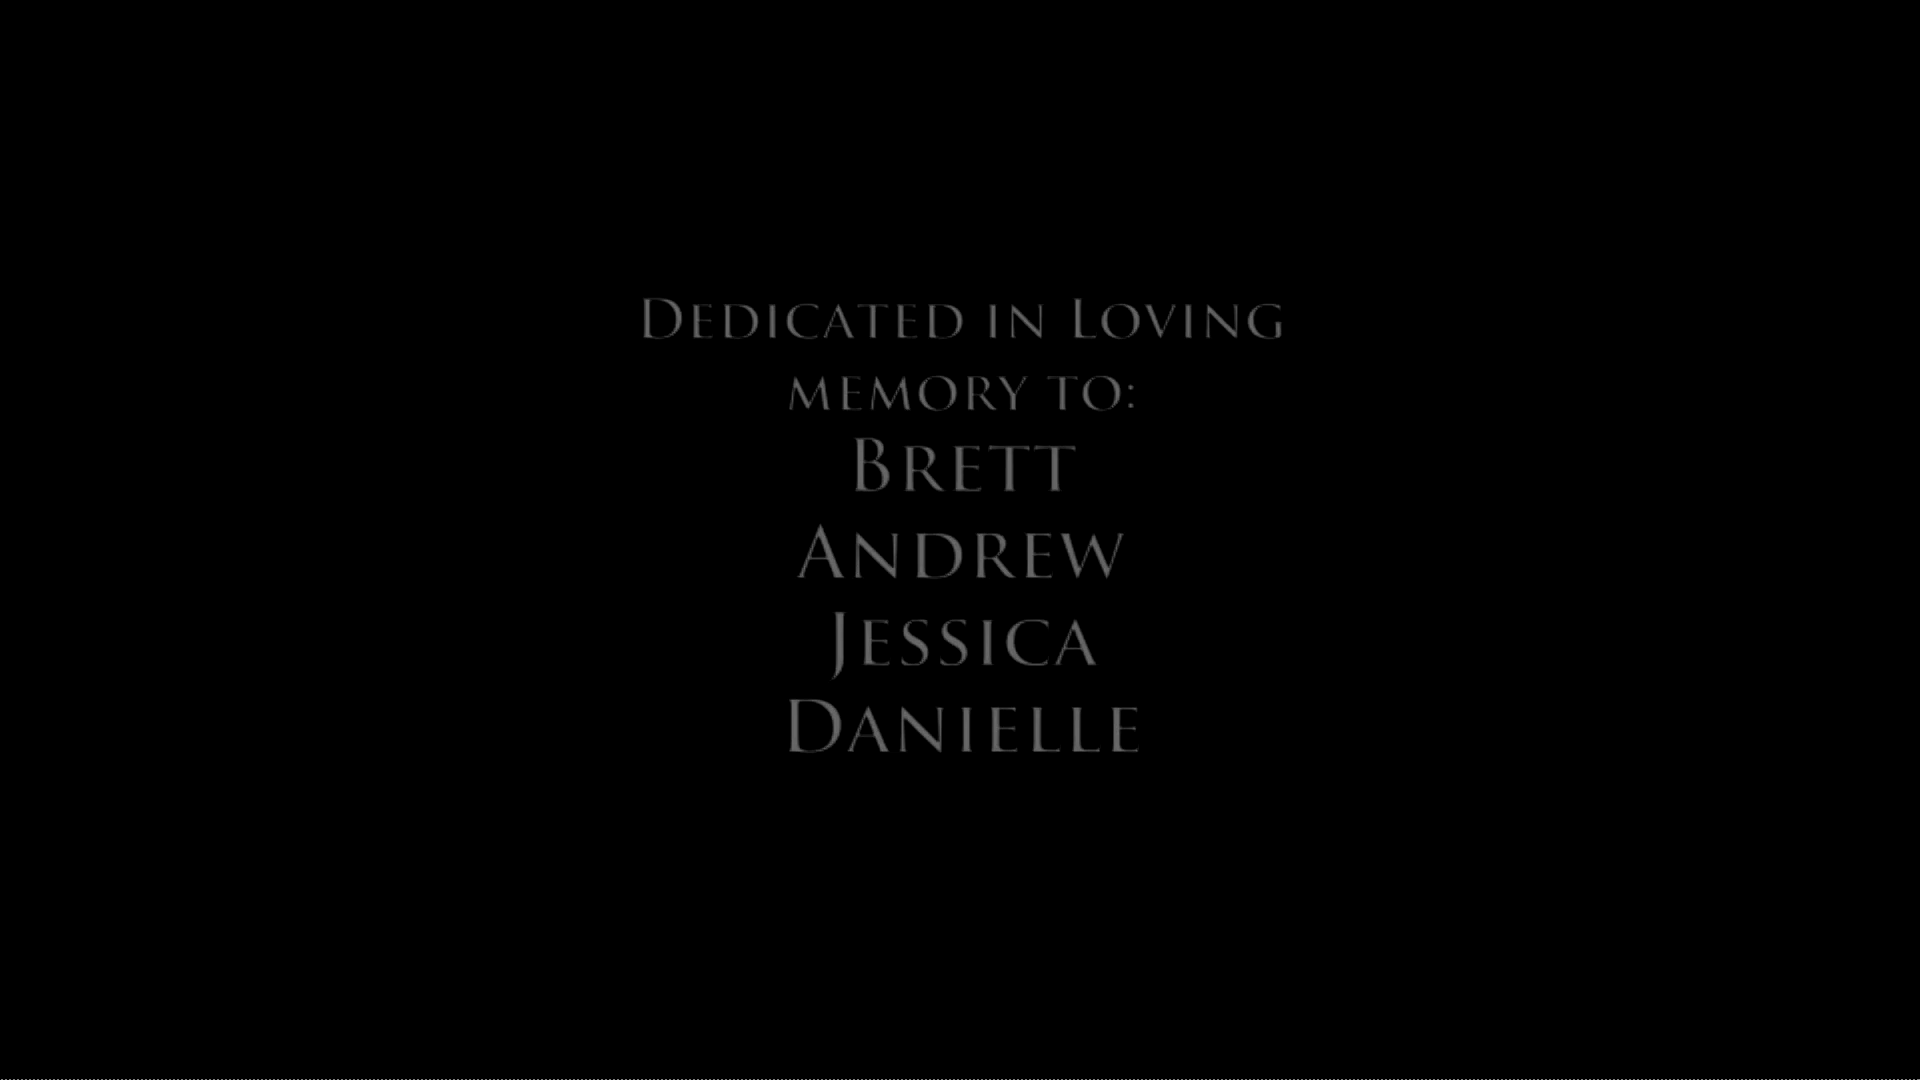 Dedicated in Loving
memory to:
Brett
Andrew
Jessica
Danielle